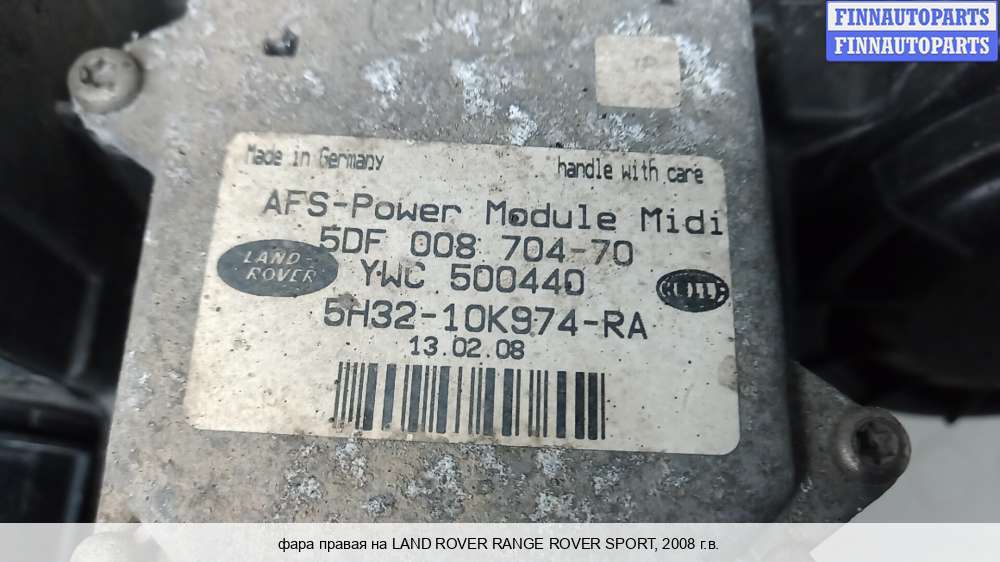 FINNAUTOPARTS
FINNAUTOPARTS
Made in Germany
handle with care
AFS-Power Module Midi
5DF 008 704-70
LAND-
ROVER
YWC 500440
HELLA
5H32-10K974-RA
13.02.08
фара правая на LAND ROVER RANGE ROVER SPORT, 2008 г.в.